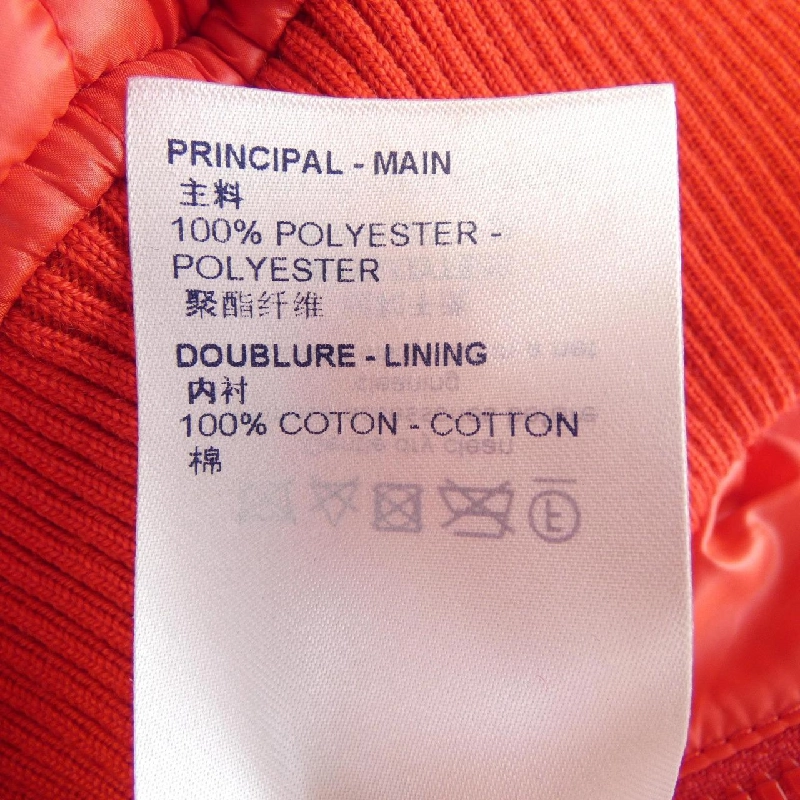 PRINCIPAL - MAIN
主料
100% POLYESTER -
POLYESTER
聚酯纤维
DOUBLURE - LINING
内衬
100% COTON - COTTON
棉